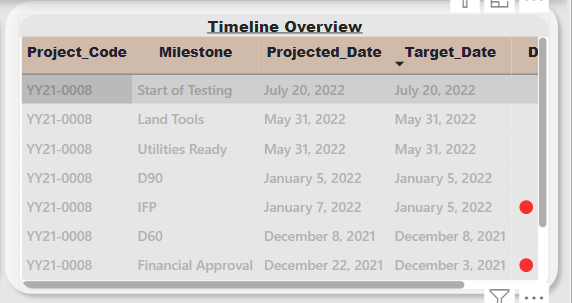 Timeline Overview
Project_Code Milestone Projected_Date Target_Date D
YY21-0008 Start of Testing July 20, 2022 July 20, 2022
YY21-0008 Land Tools May 31, 2022 May 31, 2022
YY21-0008 Utilities Ready May 31, 2022 May 31, 2022
YY21-0008 D90 January 5, 2022 January 5, 2022
YY21-0008 IFP January 7, 2022 January 5, 2022
YY21-0008 D60 December 8, 2021 December 8, 2021
YY21-0008 Financial Approval December 22, 2021 December 3, 2021